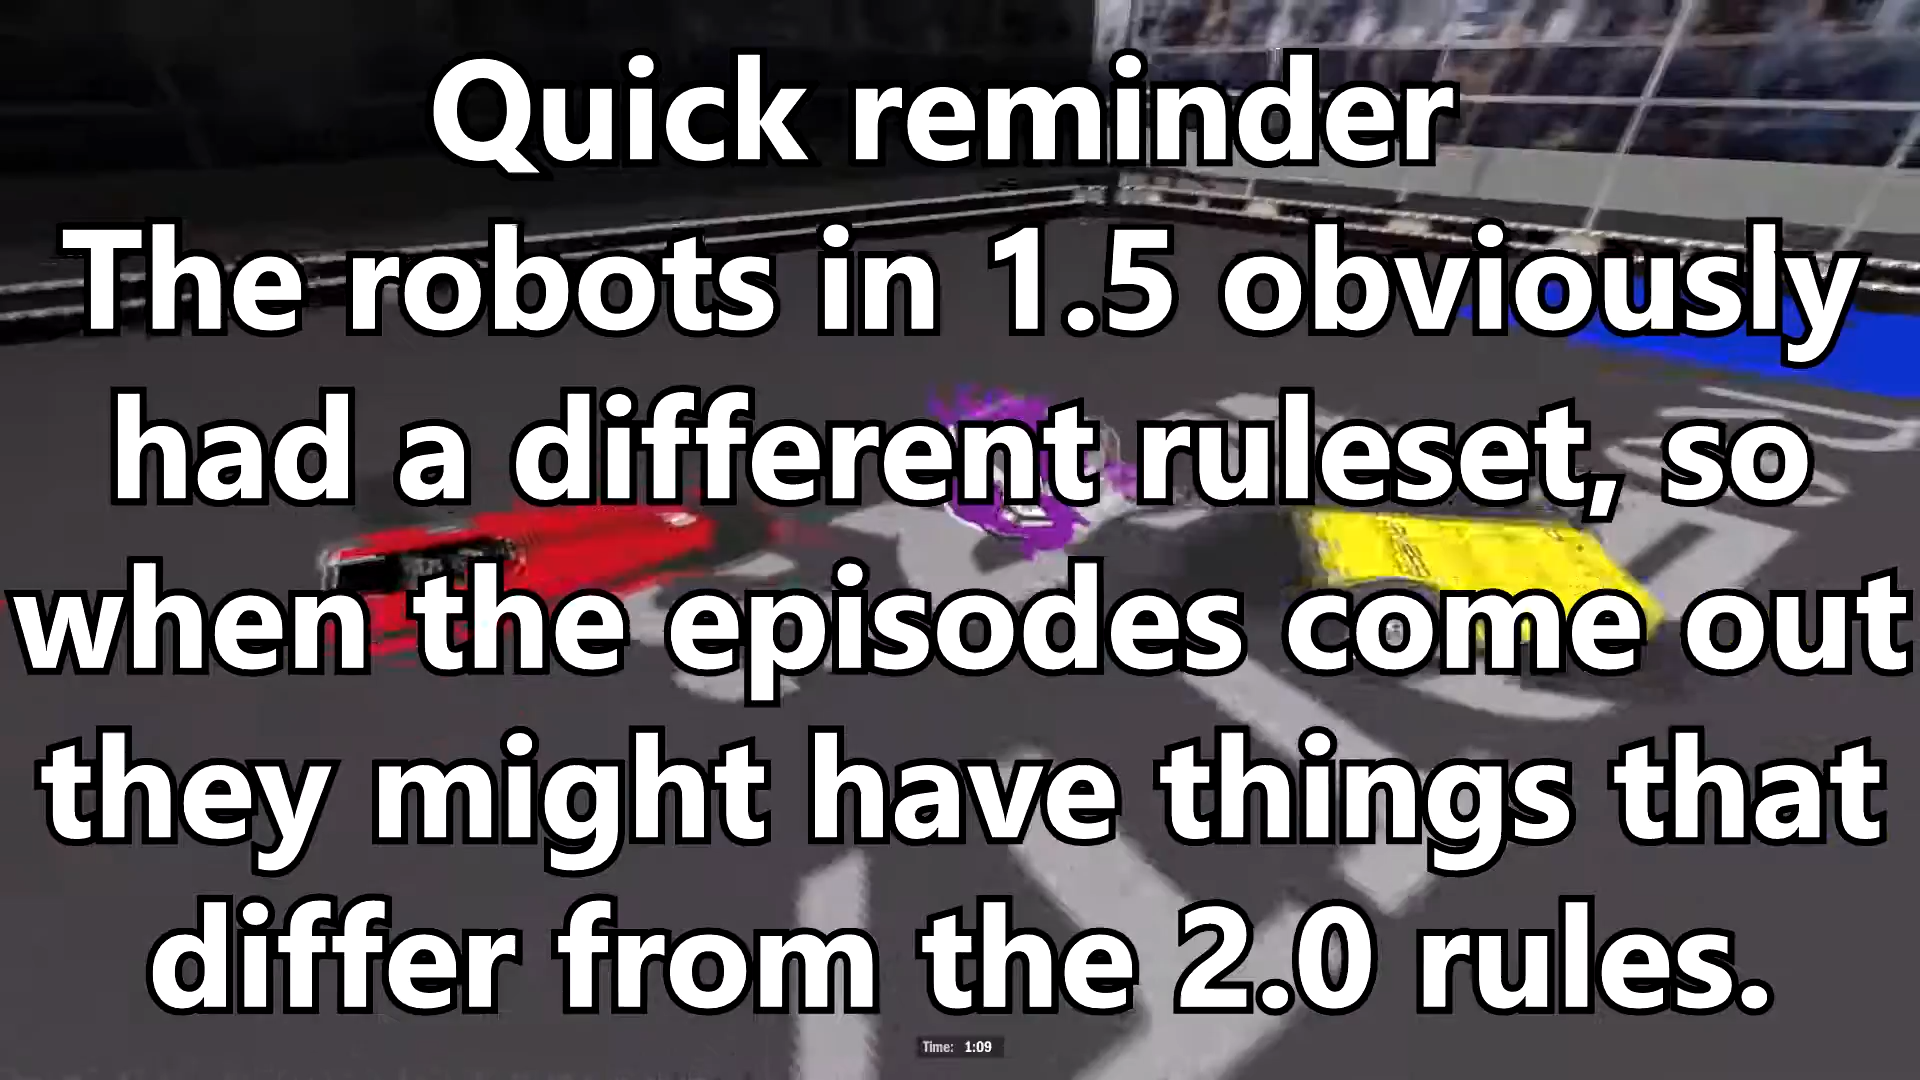 Quick reminder
The robots in 1.5 obviously
had a different ruleset, so
when the episodes come out
they might have things that
differ from the 2.0 rules.
Time: 1:09